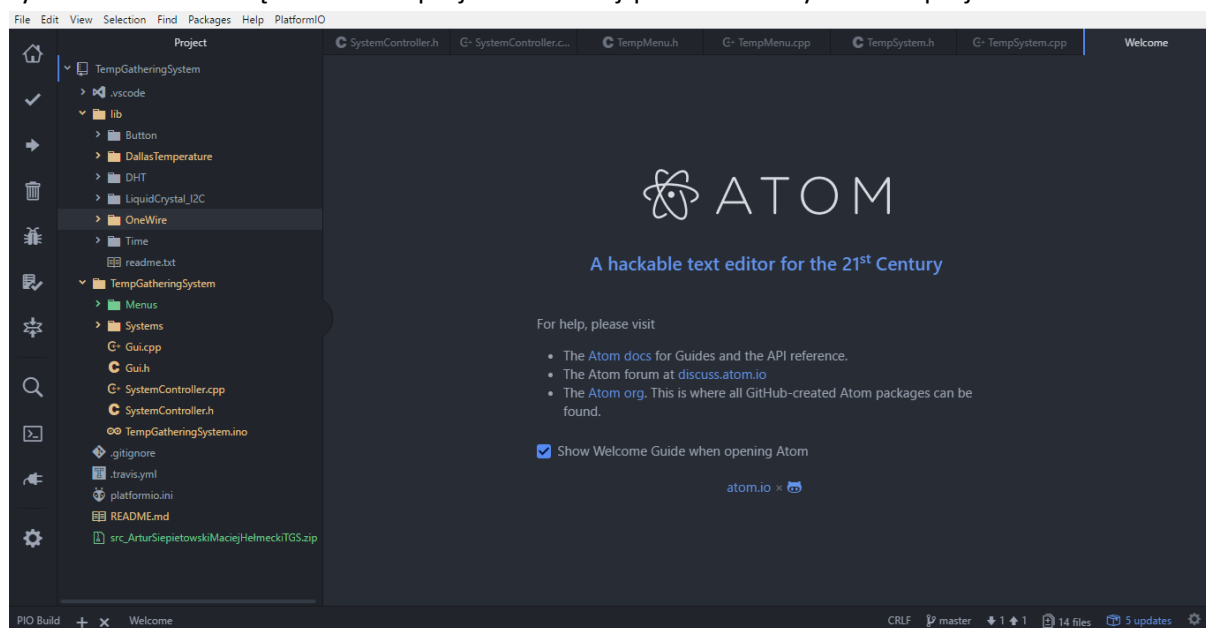 File Edit View Selection Find Packages Help PlatformIO
Project
SystemController.h
SystemController.c...
TempMenu.h
TempMenu.cpp
TempSystem.h
TempSystem.cpp
Welcome
TempGatheringSystem
.vscode
lib
Button
DallasTemperature
DHT
LiquidCrystal_I2C
OneWire
Time
readme.txt
TempGatheringSystem
Menus
Systems
Gui.cpp
Gui.h
SystemController.cpp
SystemController.h
TempGatheringSystem.ino
.gitignore
.travis.yml
platformio.ini
README.md
src_ArturSiepietowskiMaciejHełmeckiTGS.zip
ATOM
A hackable text editor for the 21st Century
For help, please visit
• The Atom docs for Guides and the API reference.
• The Atom forum at discuss.atom.io
• The Atom org. This is where all GitHub-created Atom packages can be
found.
Show Welcome Guide when opening Atom
atom.io ×
PIO Build + × Welcome
CRLF master 1 1 14 files 5 updates